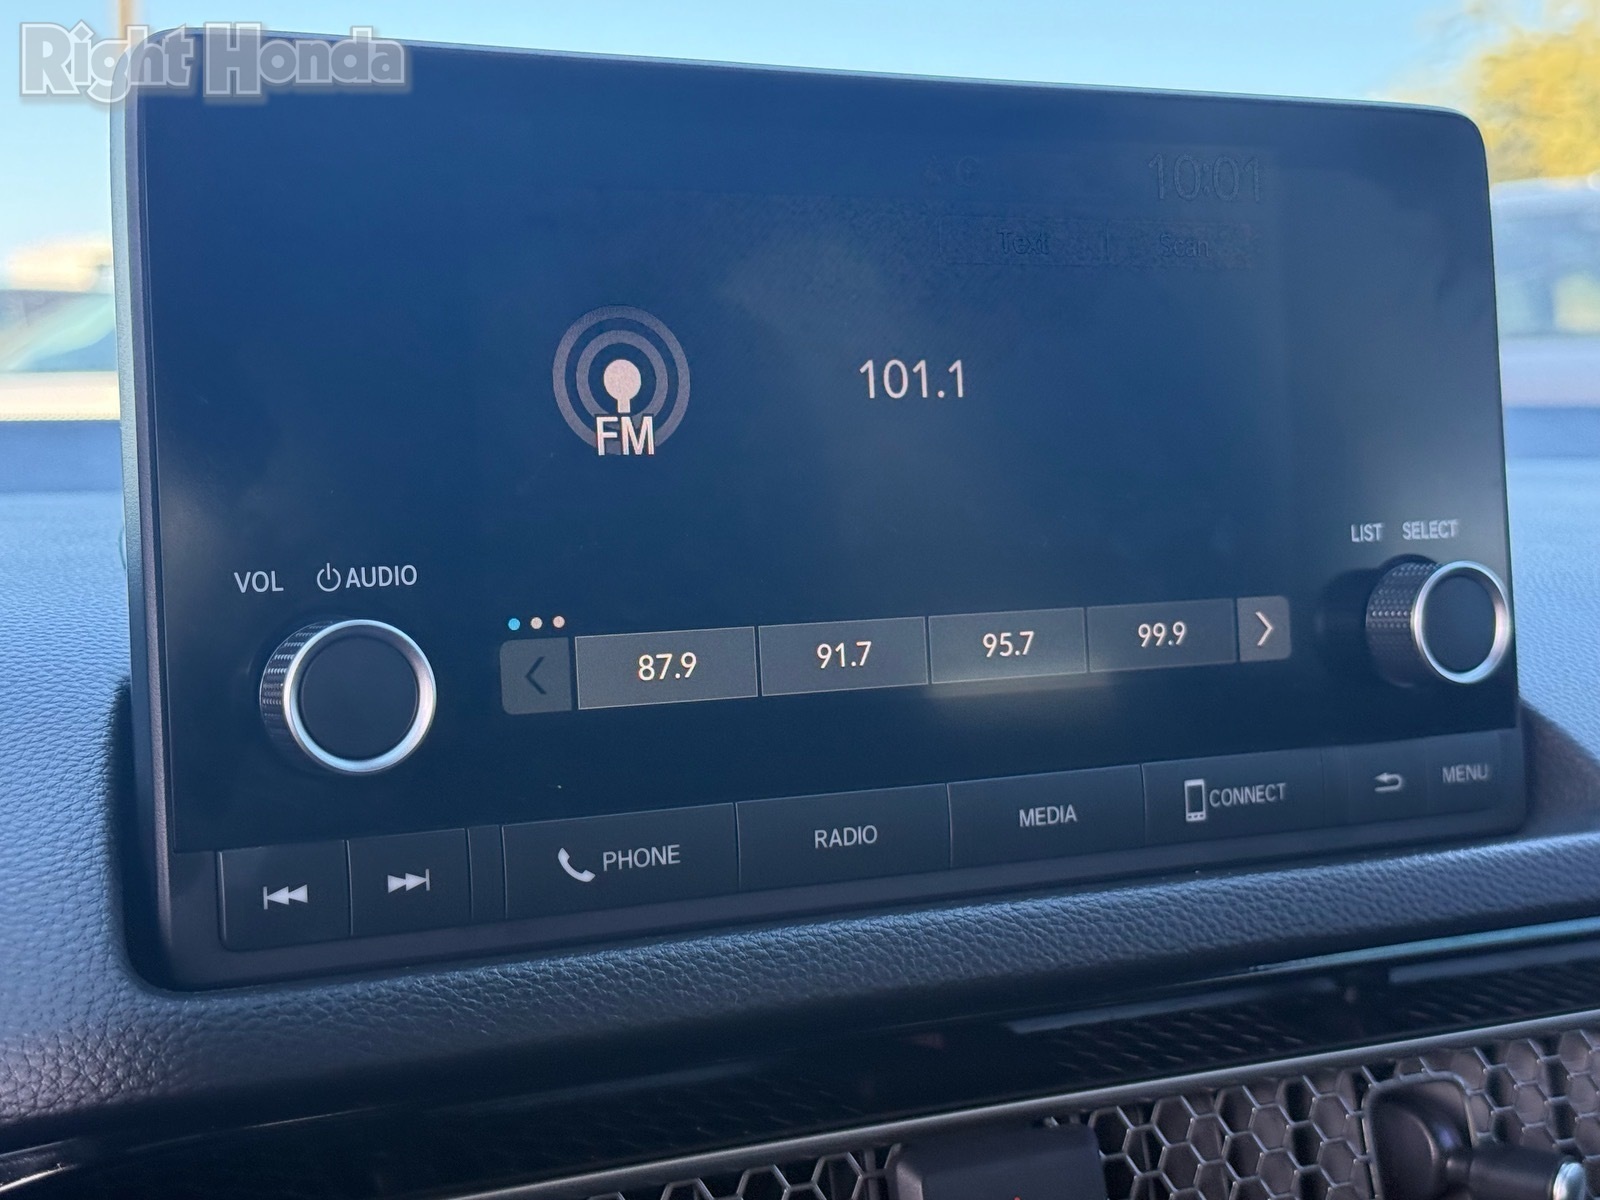 Right Honda
10:01
Text Scan
FM
101.1
LIST SELECT
VOL AUDIO
87.9 91.7 95.7 99.9
PHONE RADIO MEDIA CONNECT MENU